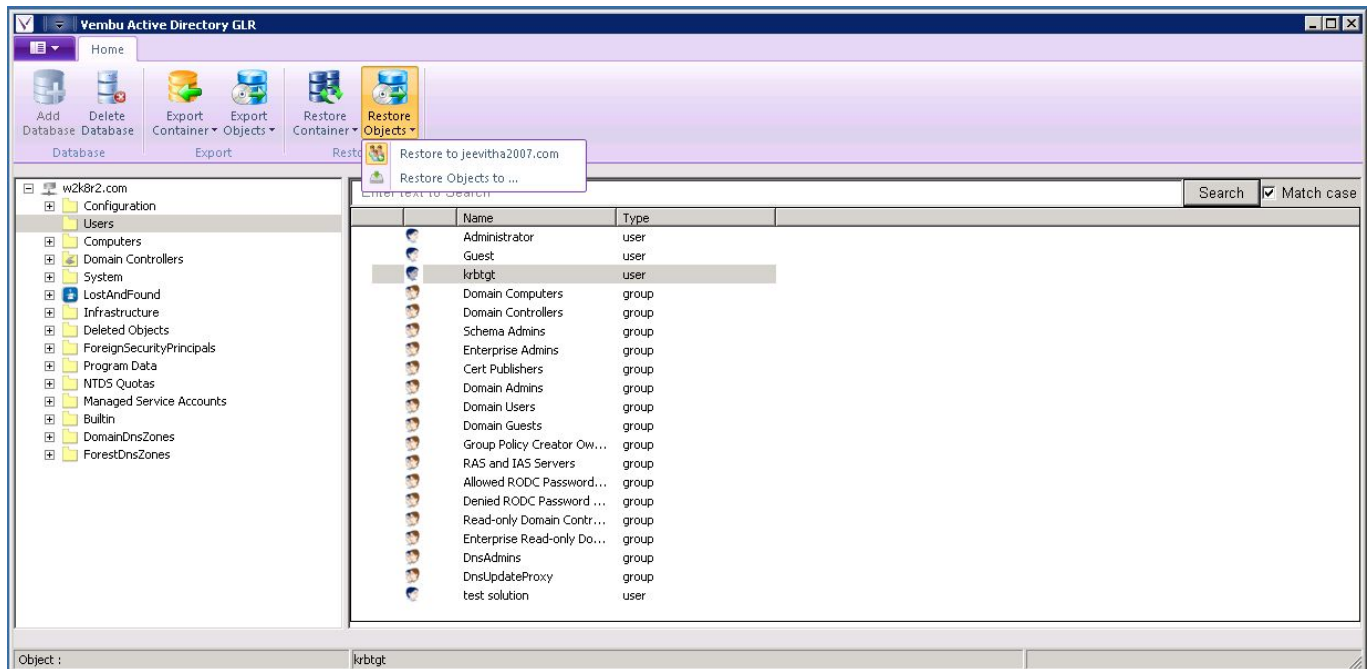 Vembu Active Directory GLR
Home
Add Database
Delete Database
Export Container
Export Objects
Restore Container
Restore Objects
Database
Export
Resto
Restore to jeevitha2007.com
Restore Objects to ...
w2k8r2.com
Configuration
Users
Computers
Domain Controllers
System
LostAndFound
Infrastructure
Deleted Objects
ForeignSecurityPrincipals
Program Data
NTDS Quotas
Managed Service Accounts
Builtin
DomainDnsZones
ForestDnsZones
Enter text to Search
Search
Match case
Name Type
Administrator user
Guest user
krbtgt user
Domain Computers group
Domain Controllers group
Schema Admins group
Enterprise Admins group
Cert Publishers group
Domain Admins group
Domain Users group
Domain Guests group
Group Policy Creator Ow... group
RAS and IAS Servers group
Allowed RODC Password... group
Denied RODC Password ... group
Read-only Domain Contr... group
Enterprise Read-only Do... group
DnsAdmins group
DnsUpdateProxy group
test solution user
Object : krbtgt